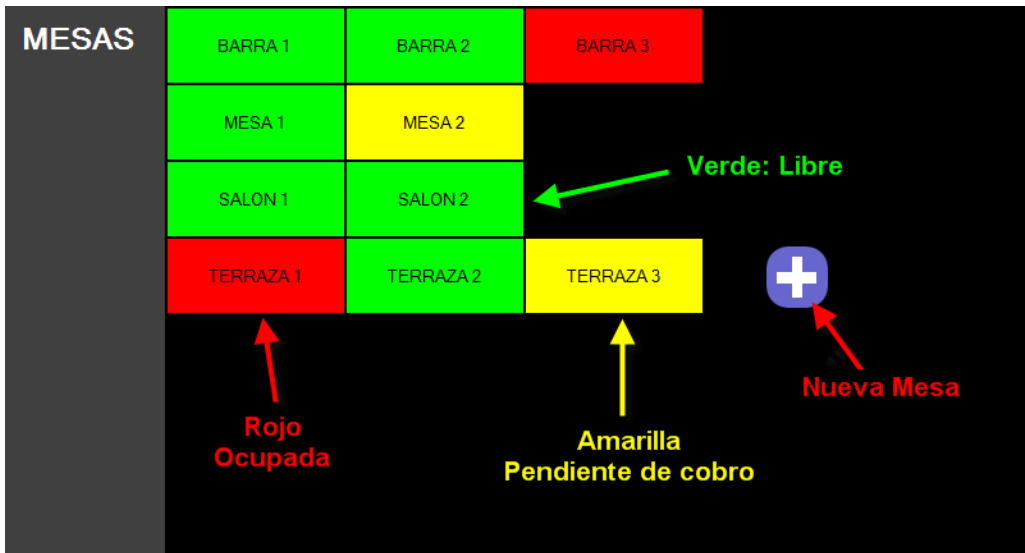 MESAS
BARRA 1
BARRA 2
BARRA 3
MESA 1
MESA 2
Verde: Libre
SALON 1
SALON 2
TERRAZA 1
TERRAZA 2
TERRAZA 3
Nueva Mesa
Rojo
Ocupada
Amarilla
Pendiente de cobro